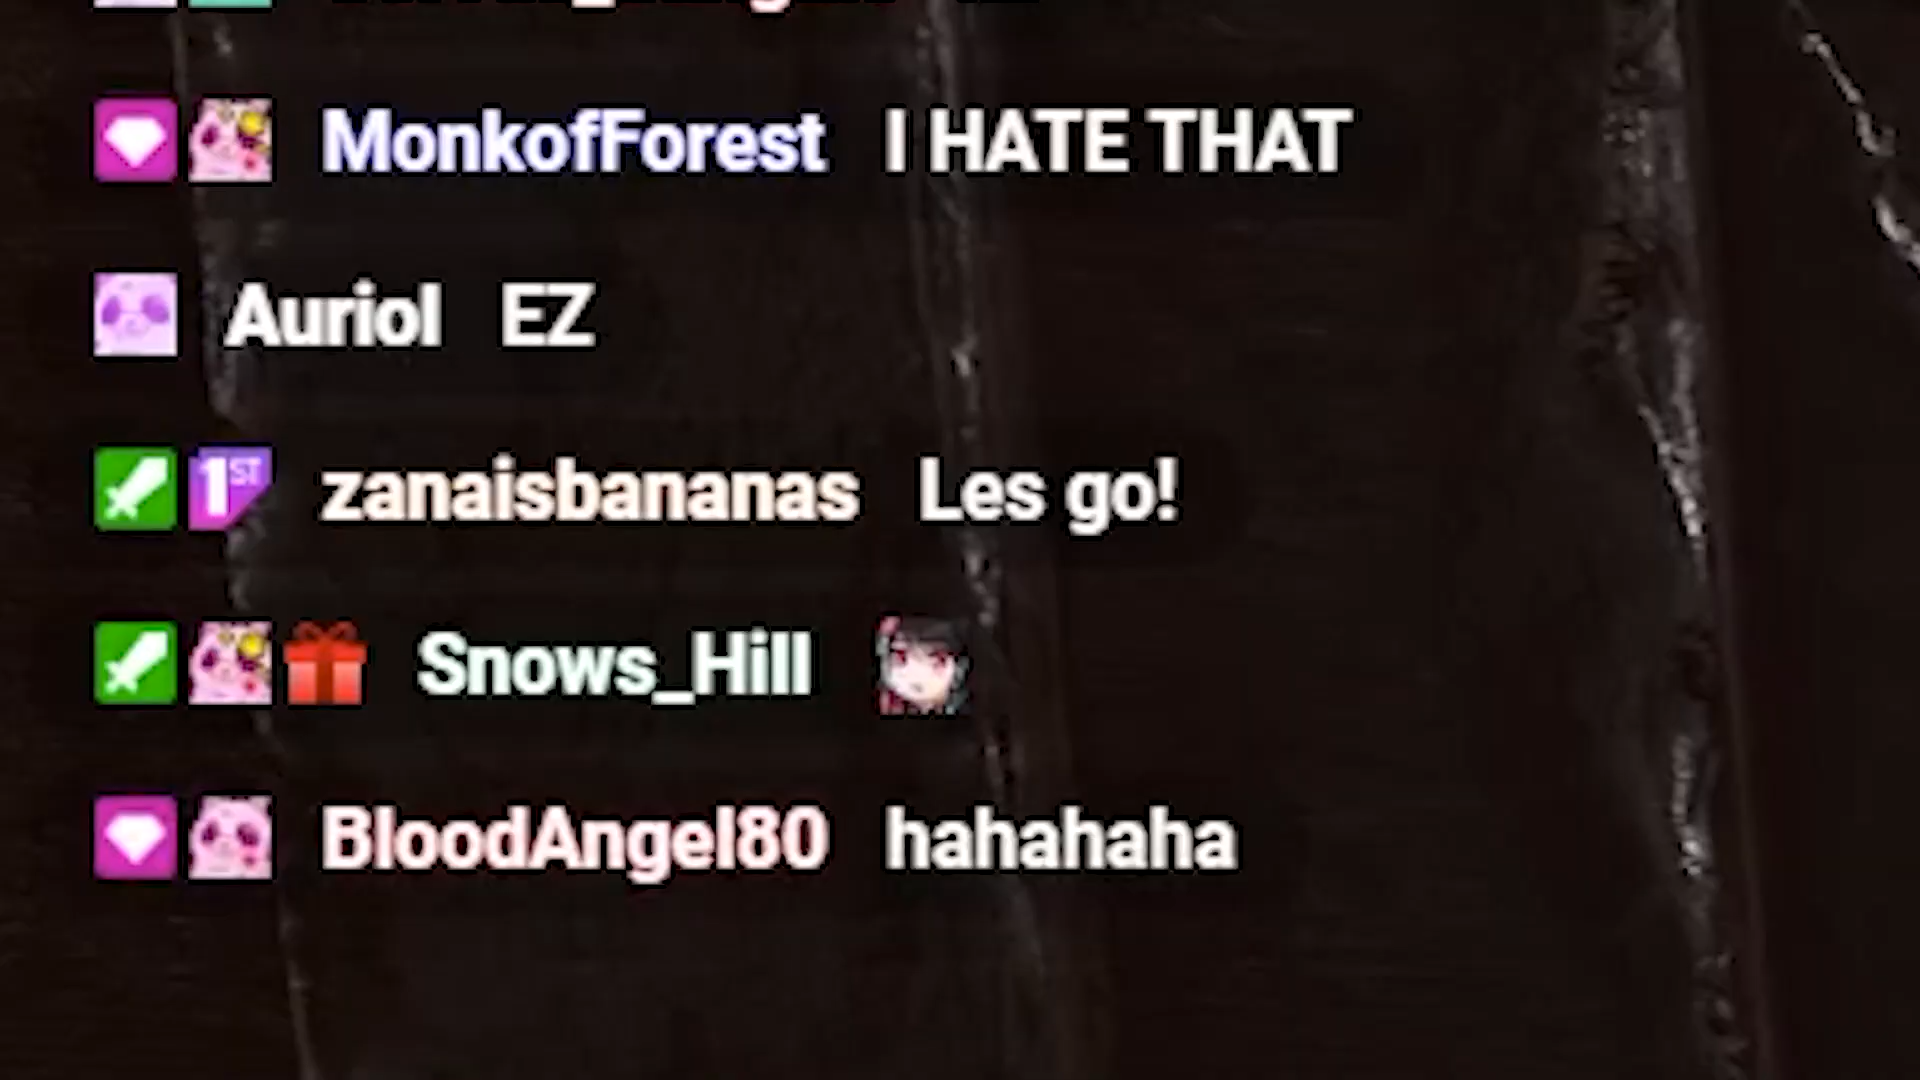 MonkofForest I HATE THAT
Auriol EZ
1ST zanaisbananas Les go!
Snows_Hill
BloodAngel80 hahahaha